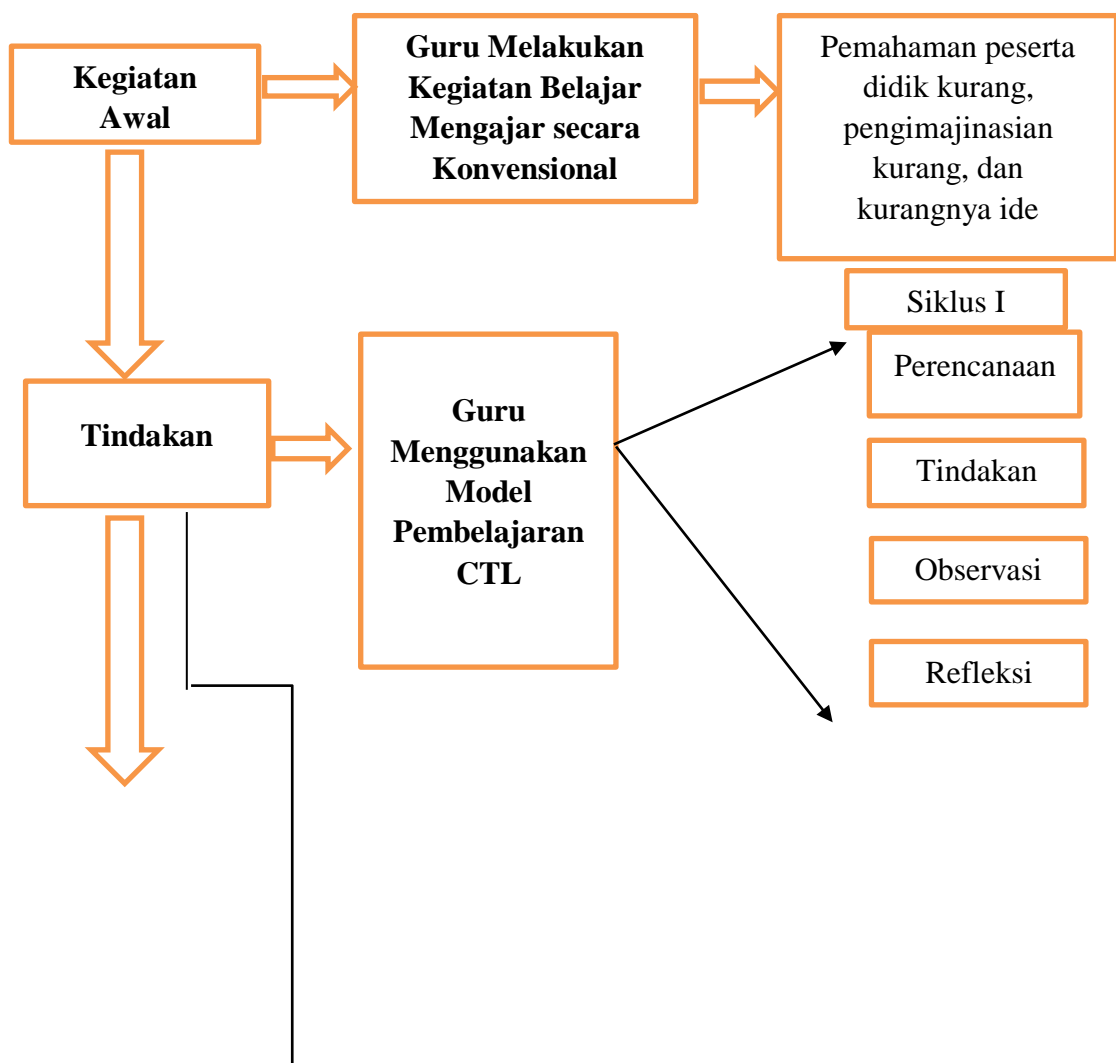 Kegiatan
Awal
Guru Melakukan
Kegiatan Belajar
Mengajar secara
Konvensional
Pemahaman peserta
didik kurang,
pengimajinasian
kurang, dan
kurangnya ide
Siklus I
Perencanaan
Tindakan
Guru
Menggunakan
Model
Pembelajaran
CTL
Tindakan
Observasi
Refleksi